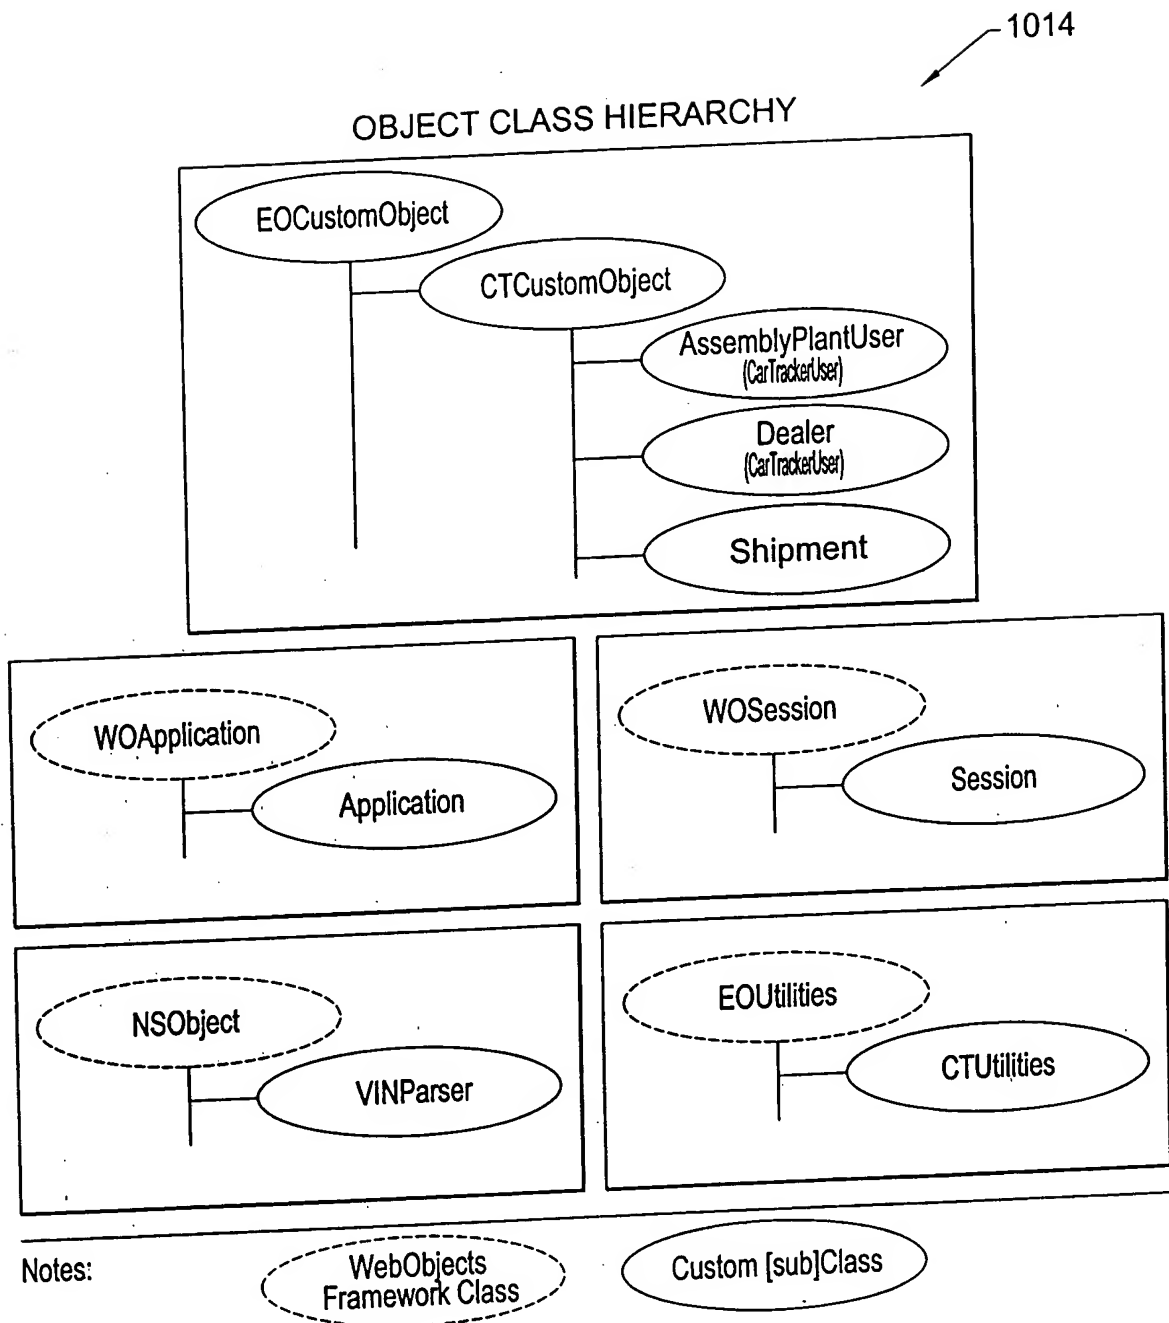 1014
OBJECT CLASS HIERARCHY
EOCustomObject
CTCustomObject
AssemblyPlantUser
(CarTrackerUser)
Dealer
(CarTrackerUser)
Shipment
WOApplication
Application
WOSession
Session
NSObject
VINParser
EOUtilities
CTUtilities
Notes:
WebObjects
Framework Class
Custom [sub]Class